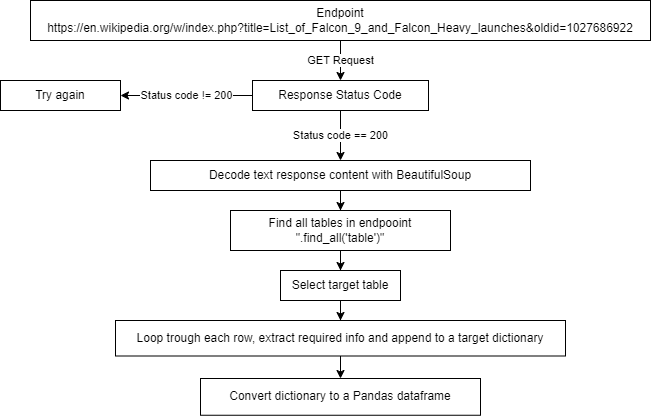 Endpoint
https://en.wikipedia.org/w/index.php?title=List_of_Falcon_9_and_Falcon_Heavy_launches&oldid=1027686922
GET Request
Try again
Status code != 200
Response Status Code
Status code == 200
Decode text response content with BeautifulSoup
Find all tables in endpooint
".find_all('table')"
Select target table
Loop trough each row, extract required info and append to a target dictionary
Convert dictionary to a Pandas dataframe